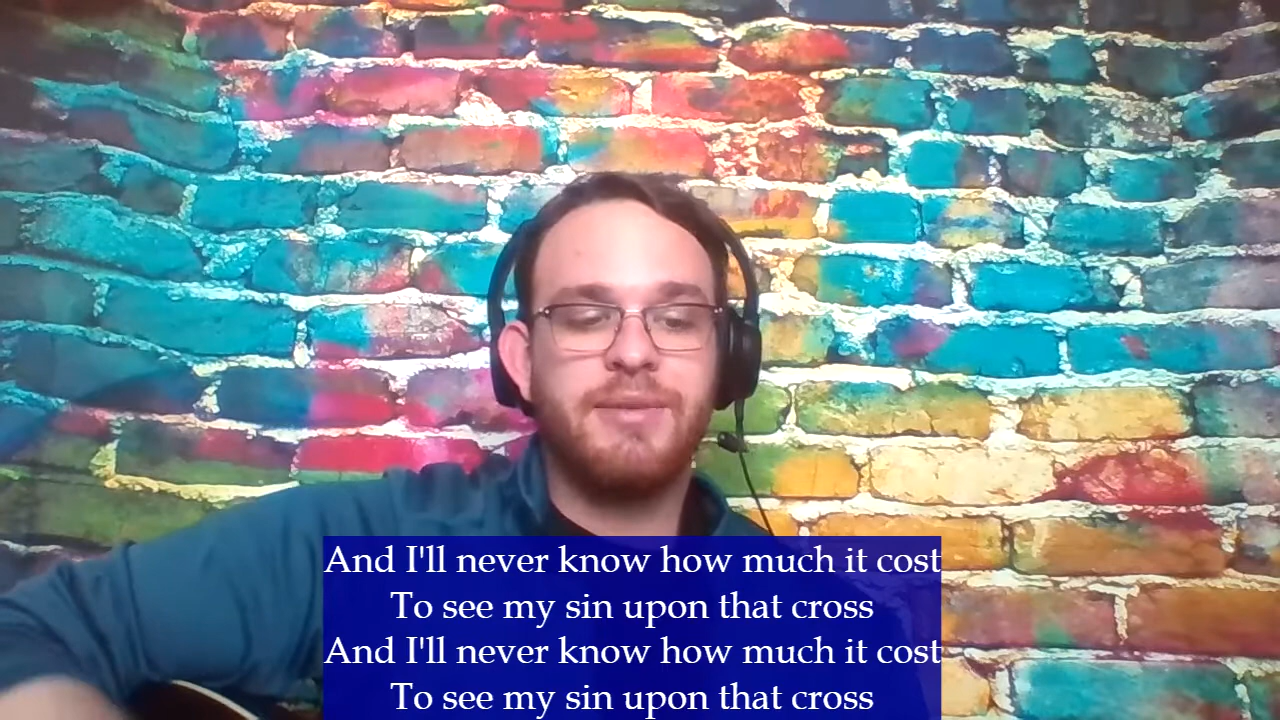 And I'll never know how much it cost
To see my sin upon that cross
And I'll never know how much it cost
To see my sin upon that cross